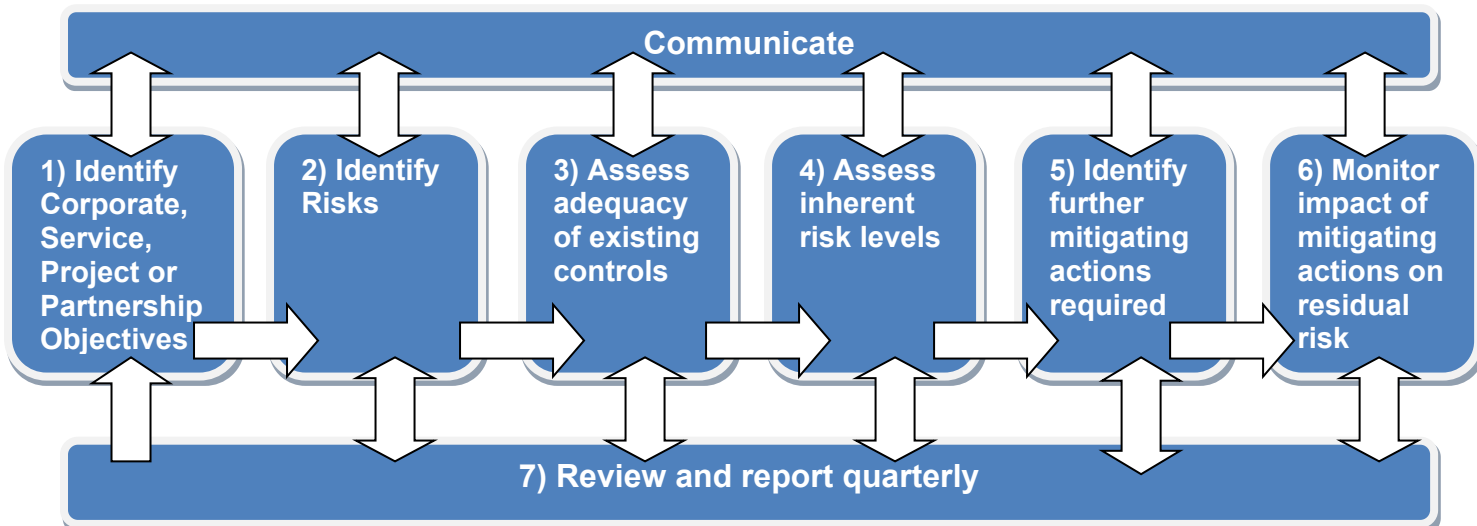 Communicate
1) Identify
Corporate,
Service,
Project or
Partnership
Objectives
2) Identify
Risks
3) Assess
adequacy
of existing
controls
4) Assess
inherent
risk levels
5) Identify
further
mitigating
actions
required
6) Monitor
impact of
mitigating
actions on
residual
risk
7) Review and report quarterly